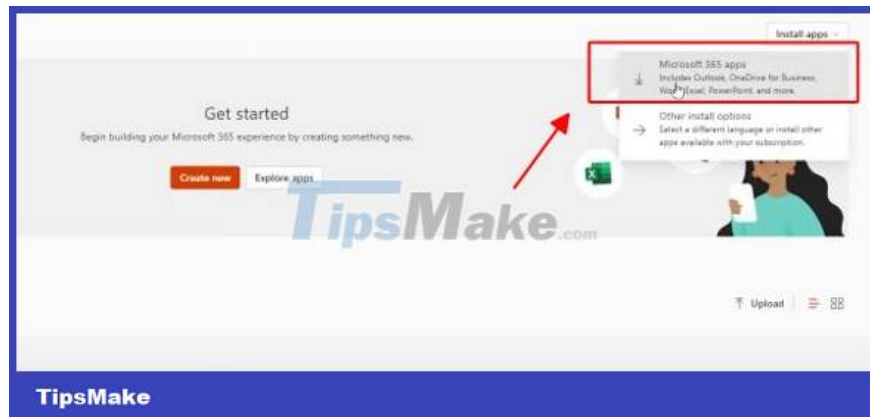 Install apps
Microsoft 365 apps
Includes Outlook, OneDrive for Business,
Word, Excel, PowerPoint, and more.
Other install options
Select a different language or install other
apps available with your subscription.
Get started
Begin building your Microsoft 365 experience by creating something new.
Create new
Explore apps
TipsMake.com
Upload
TipsMake